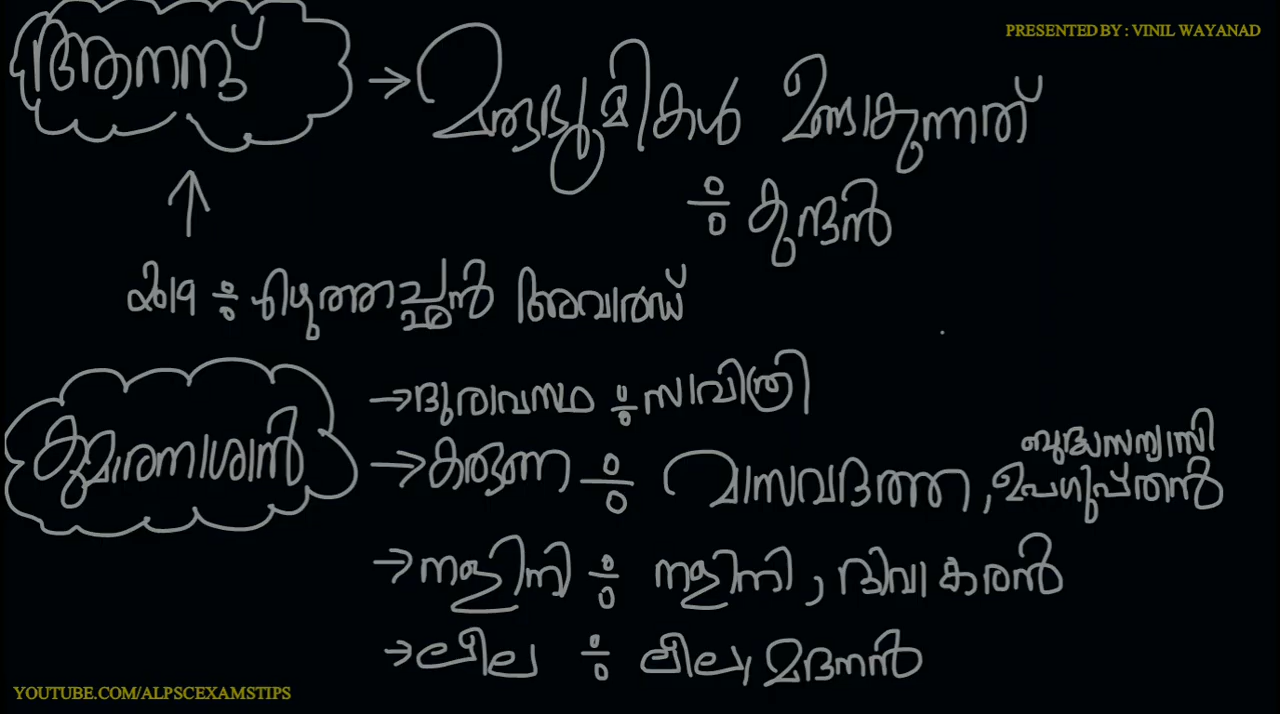 PRESENTED BY : VINIL WAYANAD
ആനന്ദ് → മരുഭൂമികൾ ഉണ്ടാകുന്നത്
÷ കുന്ദൻ
↑
2019 ÷ എഴുത്തച്ഛൻ അവാർഡ്
കുമാരനാശാൻ
→ ദുരവസ്ഥ ÷ സാവിത്രി
→ കരുണ ÷ വാസവദത്ത, ഉപഗുപ്തൻ
ബുദ്ധസന്യാസി
→ നളിനി ÷ നളിനി, ദിവാകരൻ
→ ലീല ÷ ലീല, മദനൻ
YOUTUBE.COM/ALPSCEXAMSTIPS